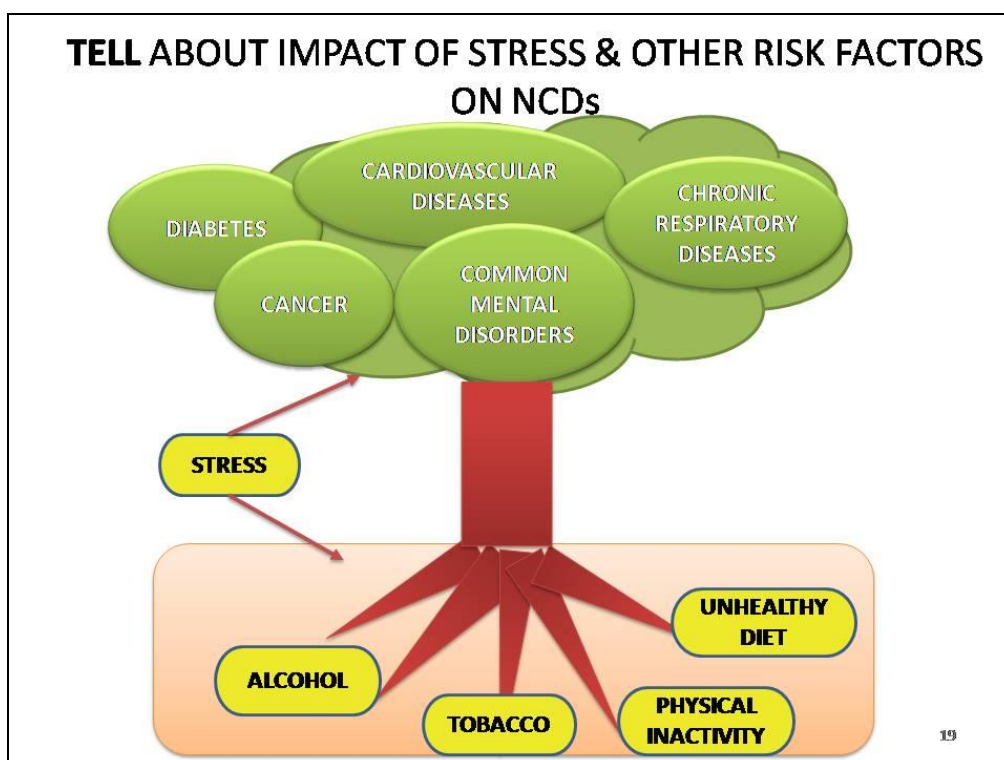 TELL ABOUT IMPACT OF STRESS & OTHER RISK FACTORS
ON NCDs
CARDIOVASCULAR
DISEASES
CHRONIC
RESPIRATORY
DISEASES
DIABETES
CANCER
COMMON
MENTAL
DISORDERS
STRESS
UNHEALTHY
DIET
ALCOHOL
TOBACCO
PHYSICAL
INACTIVITY
19